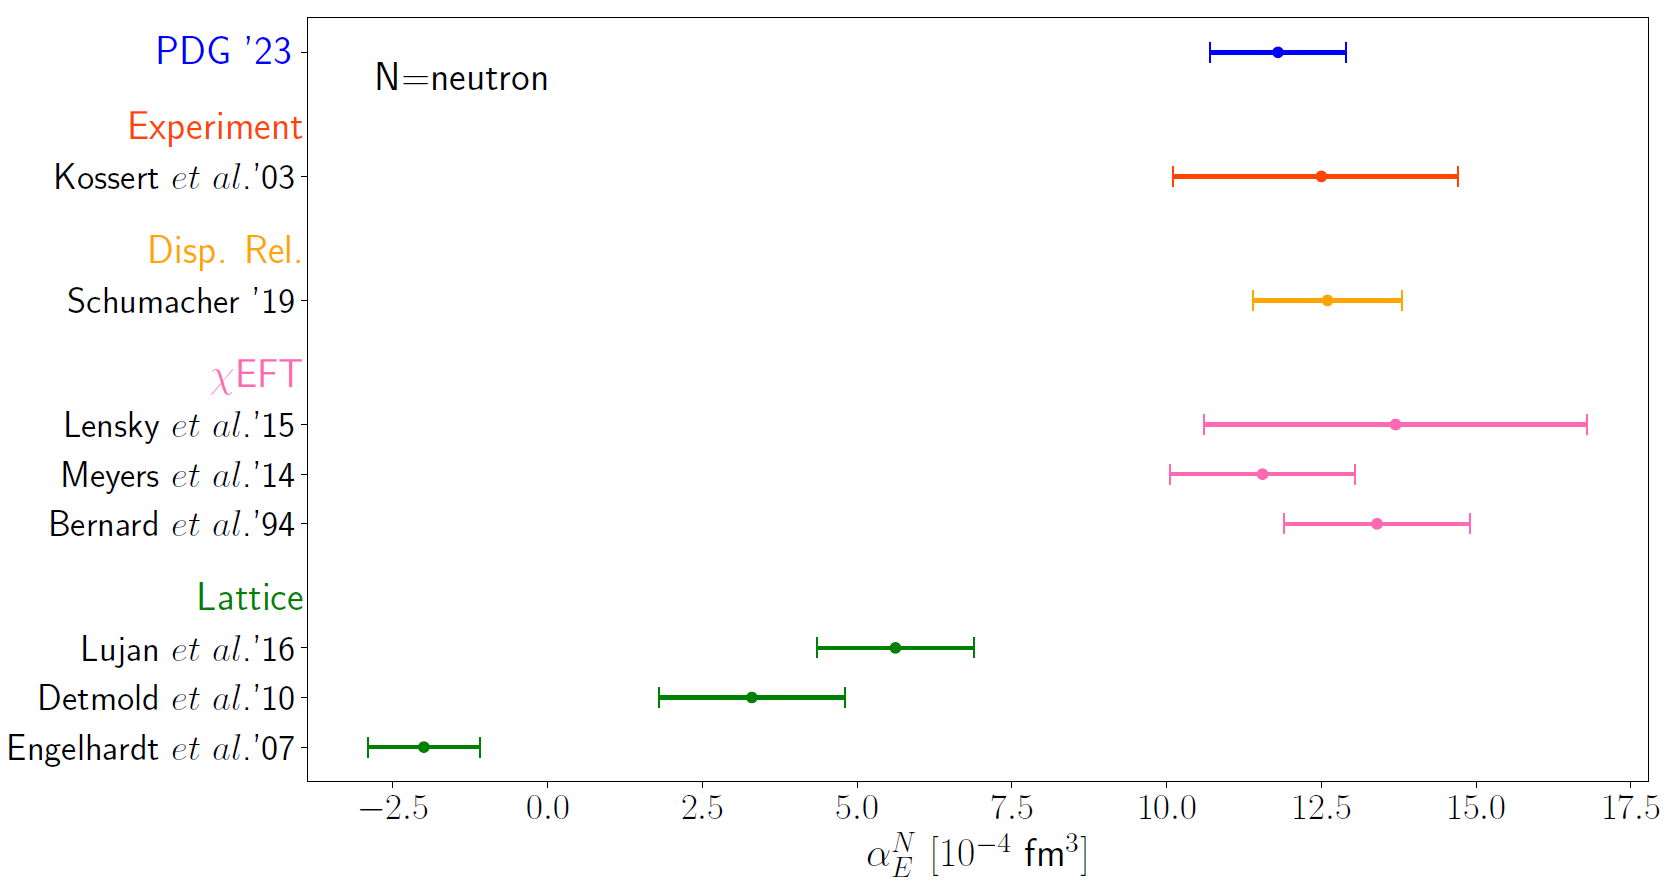 PDG '23
N=neutron
Experiment
Kossert et al.'03
Disp. Rel.
Schumacher '19
χEFT
Lensky et al.'15
Meyers et al.'14
Bernard et al.'94
Lattice
Lujan et al.'16
Detmold et al.'10
Engelhardt et al.'07
−2.5 0.0 2.5 5.0 7.5 10.0 12.5 15.0 17.5
α_E^N [10⁻⁴ fm³]